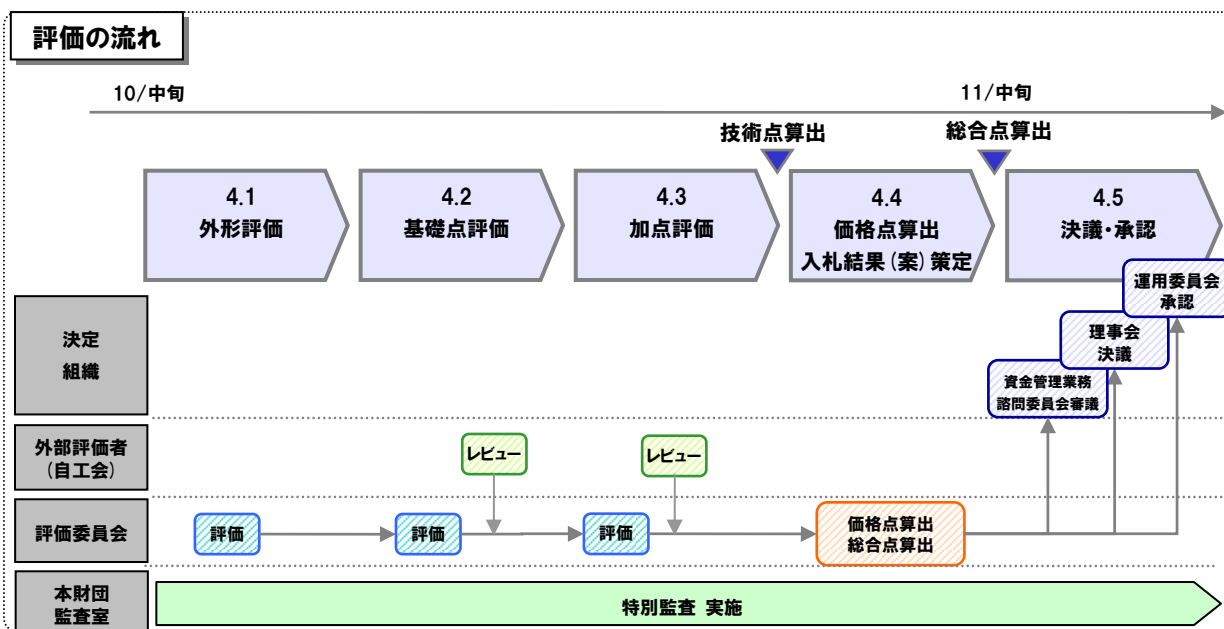 評価の流れ
10/中旬
11/中旬
技術点算出
総合点算出
4.1
外形評価
4.2
基礎点評価
4.3
加点評価
4.4
価格点算出
入札結果(案)策定
4.5
決議・承認
決定
組織
運用委員会
承認
理事会
決議
資金管理業務
諮問委員会審議
外部評価者
(自工会)
レビュー
レビュー
評価委員会
評価
評価
評価
価格点算出
総合点算出
本財団
監査室
特別監査 実施